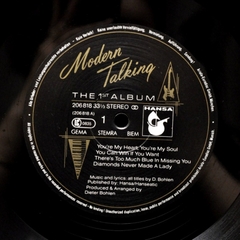 Modern
Talking
THE 1ST ALBUM
206 818 33⅓ STEREO
(206 818 A)
HANSA
1
GEMA STEMRA BIEM
You're My Heart, You're My Soul
You Can Win If You Want
There's Too Much Blue In Missing You
Diamonds Never Made A Lady
Music and lyrics: all titles by D. Bohlen
Published by: Hansa/Hanseatic
Produced & Arranged by
Dieter Bohlen